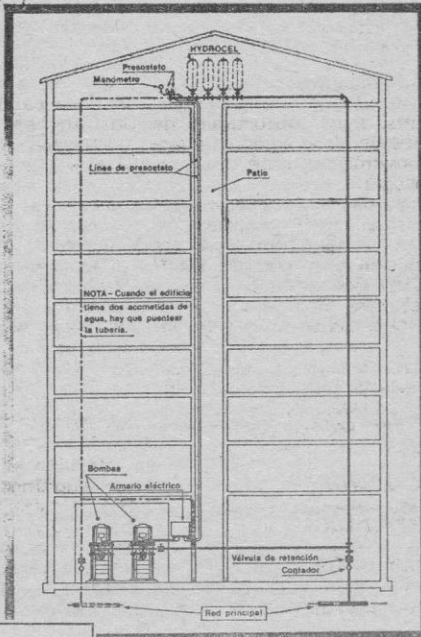 HYDROCEL
Presostato
Manómetro
Línea de presostato
Patio
NOTA - Cuando el edificio
tiene dos acometidas de
agua, hay que puentear
la tubería.
Bombas
Armario eléctrico
Válvula de retención
Contador
Red principal